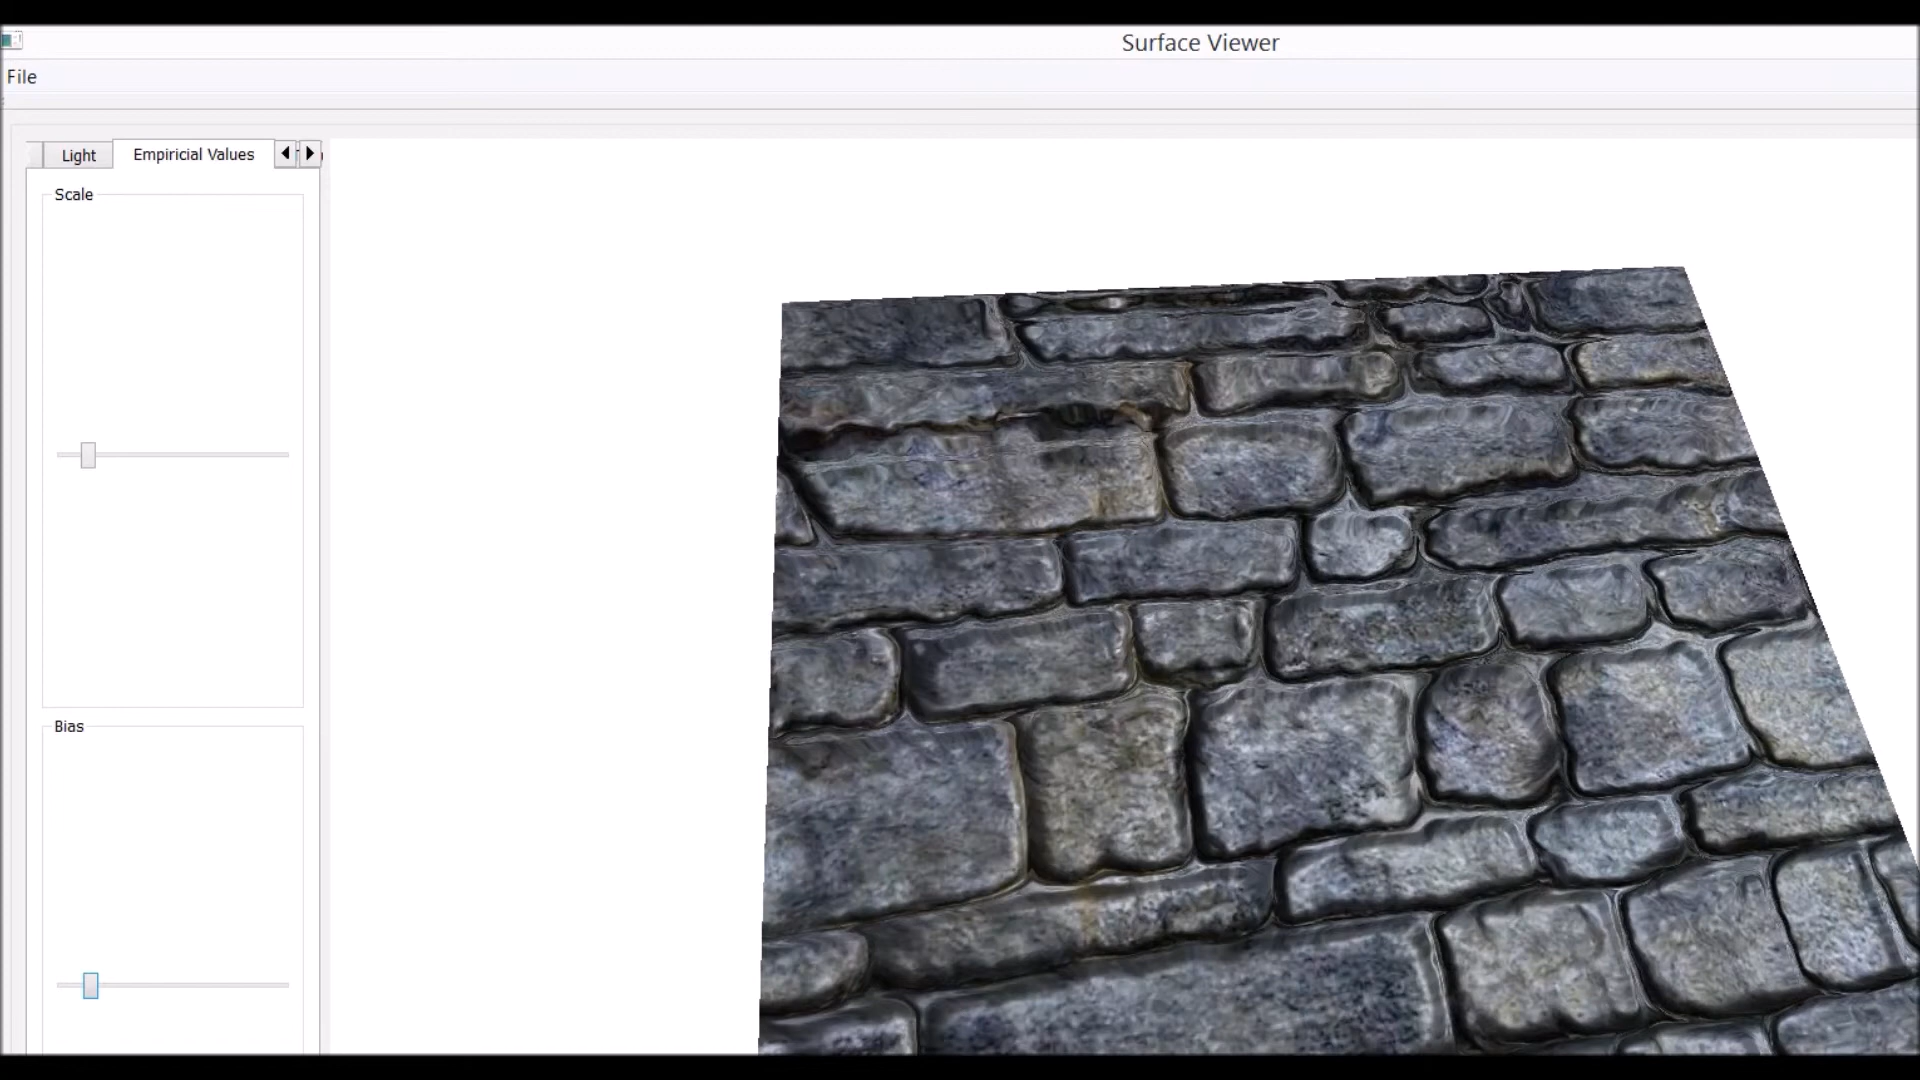 Surface Viewer
File
Light
Empiricial Values
Scale
Bias